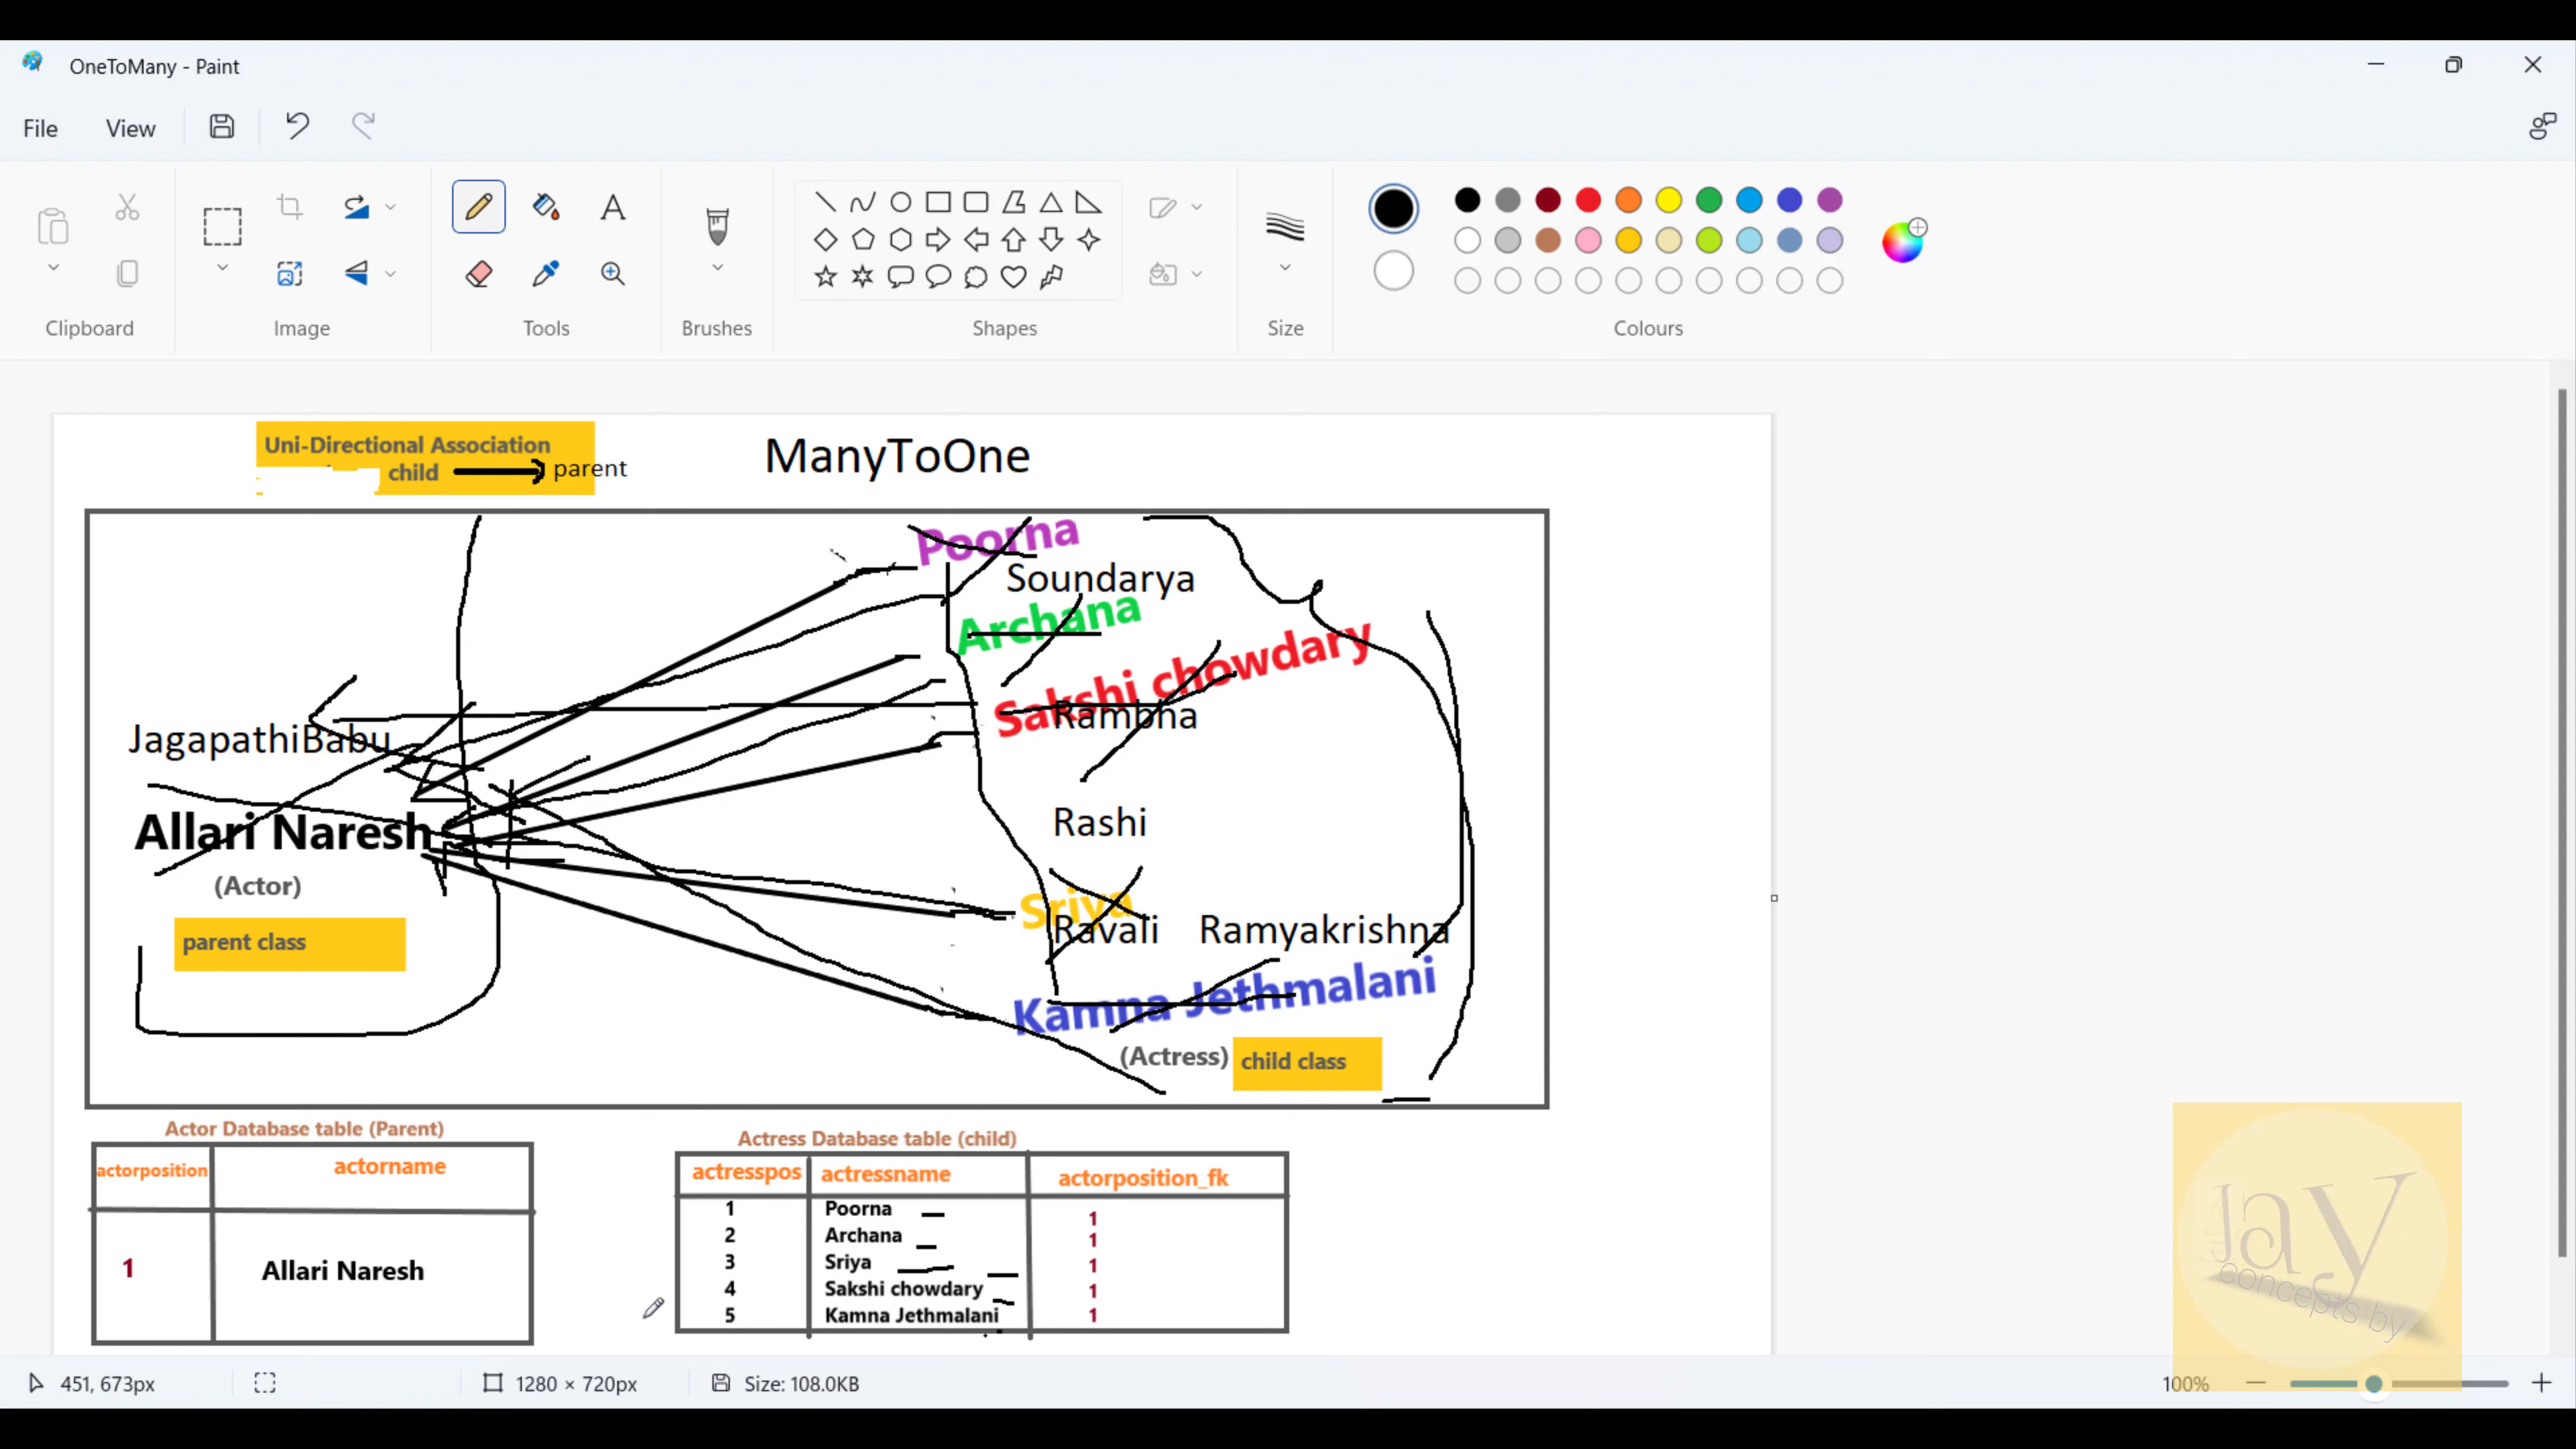 OneToMany - Paint
File View
Clipboard Image Tools Brushes Shapes Size Colours
Uni-Directional Association
child parent
ManyToOne
Poorna
Soundarya
Archana
Sakshi chowdary
Rambha
JagapathiBabu
Rashi
Allari Naresh
(Actor)
Sriya
Ravali Ramyakrishna
parent class
Kamna Jethmalani
(Actress) child class
Actor Database table (Parent)
actorposition actorname
1 Allari Naresh
Actress Database table (child)
actresspos actressname actorposition_fk
1 Poorna 1
2 Archana 1
3 Sriya 1
4 Sakshi chowdary 1
5 Kamna Jethmalani 1
Jay
concepts by
451, 673px 1280 × 720px Size: 108.0KB 100%